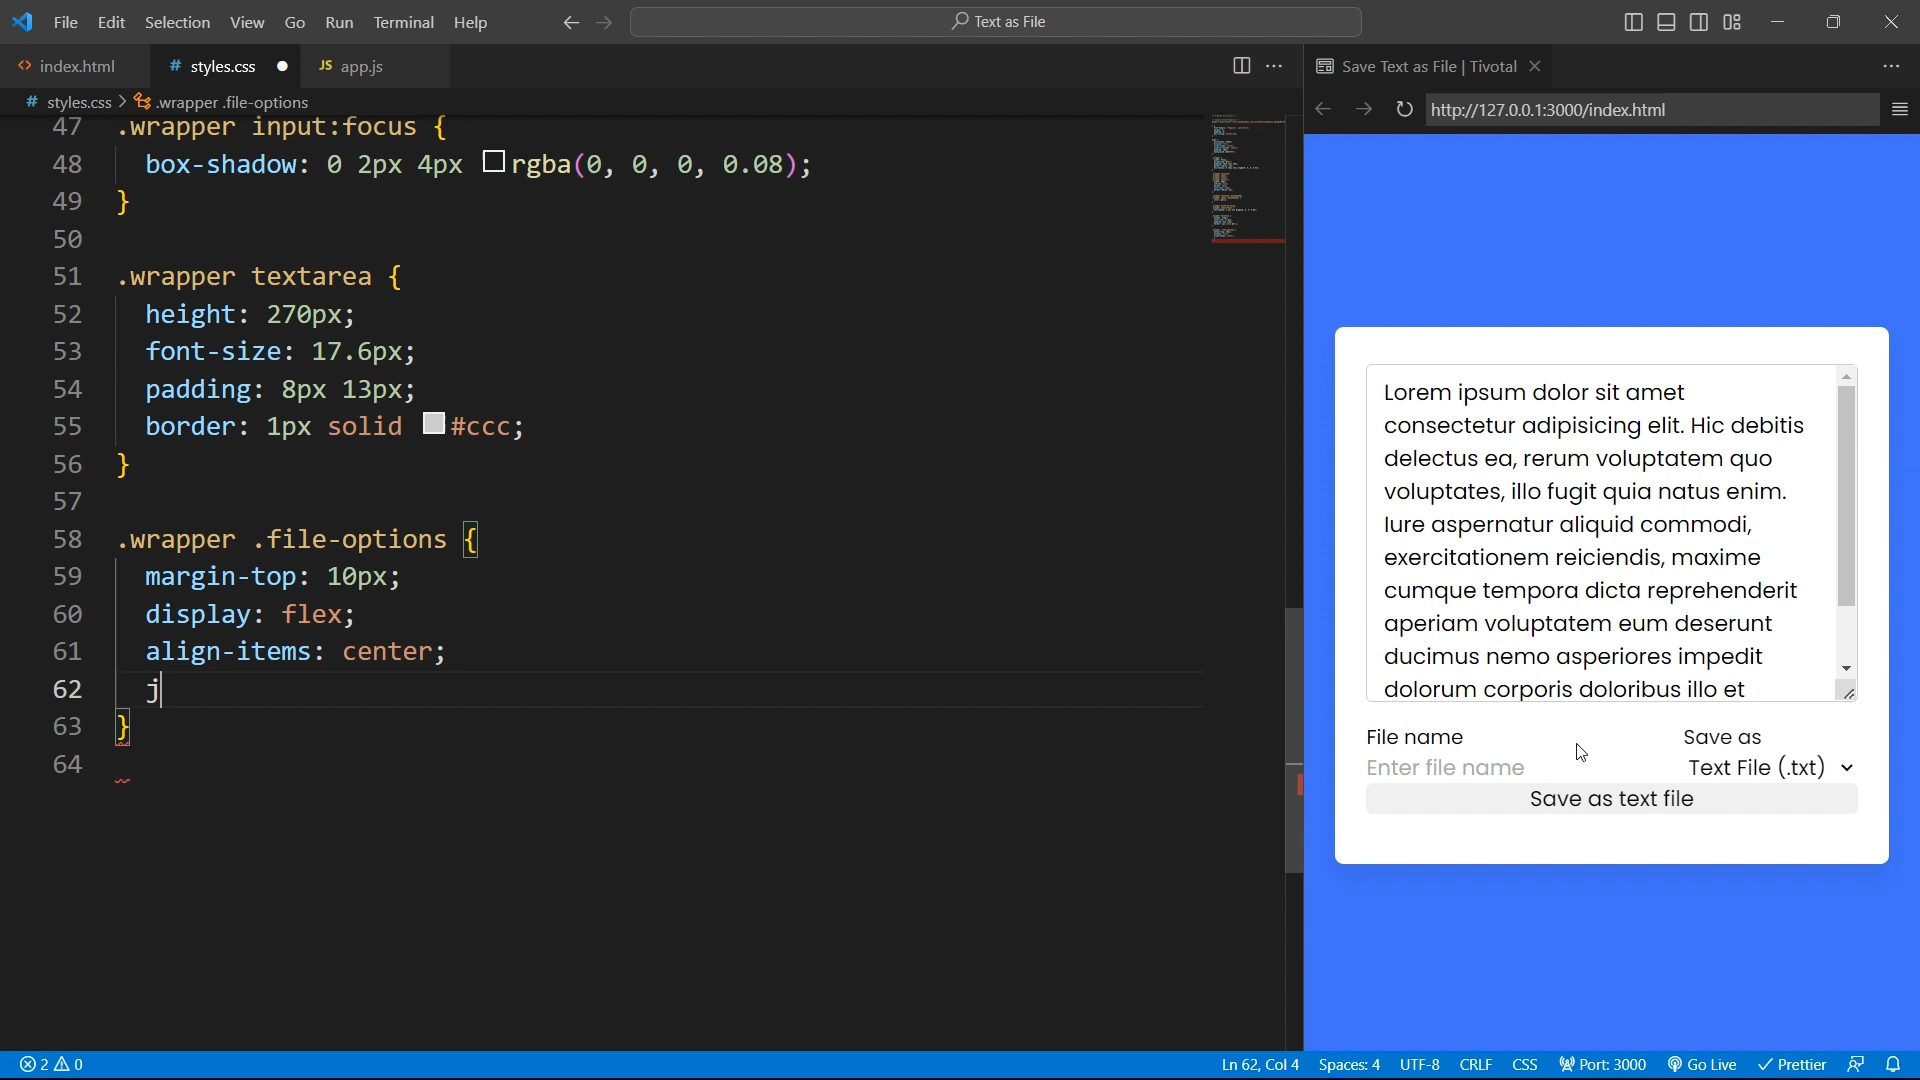 File Edit Selection View Go Run Terminal Help
Text as File
index.html
# styles.css
JS app.js
Save Text as File | Tivotal
# styles.css > .wrapper .file-options
http://127.0.0.1:3000/index.html
47 .wrapper input:focus {
48 box-shadow: 0 2px 4px rgba(0, 0, 0, 0.08);
49 }
50
51 .wrapper textarea {
52 height: 270px;
53 font-size: 17.6px;
54 padding: 8px 13px;
55 border: 1px solid #ccc;
56 }
57
58 .wrapper .file-options {
59 margin-top: 10px;
60 display: flex;
61 align-items: center;
62 j
63 }
64
Lorem ipsum dolor sit amet
consectetur adipisicing elit. Hic debitis
delectus ea, rerum voluptatem quo
voluptates, illo fugit quia natus enim.
Iure aspernatur aliquid commodi,
exercitationem reiciendis, maxime
cumque tempora dicta reprehenderit
aperiam voluptatem eum deserunt
ducimus nemo asperiores impedit
dolorum corporis doloribus illo et
File name
Save as
Enter file name
Text File (.txt)
Save as text file
2 0
Ln 62, Col 4 Spaces: 4 UTF-8 CRLF CSS Port: 3000 Go Live Prettier